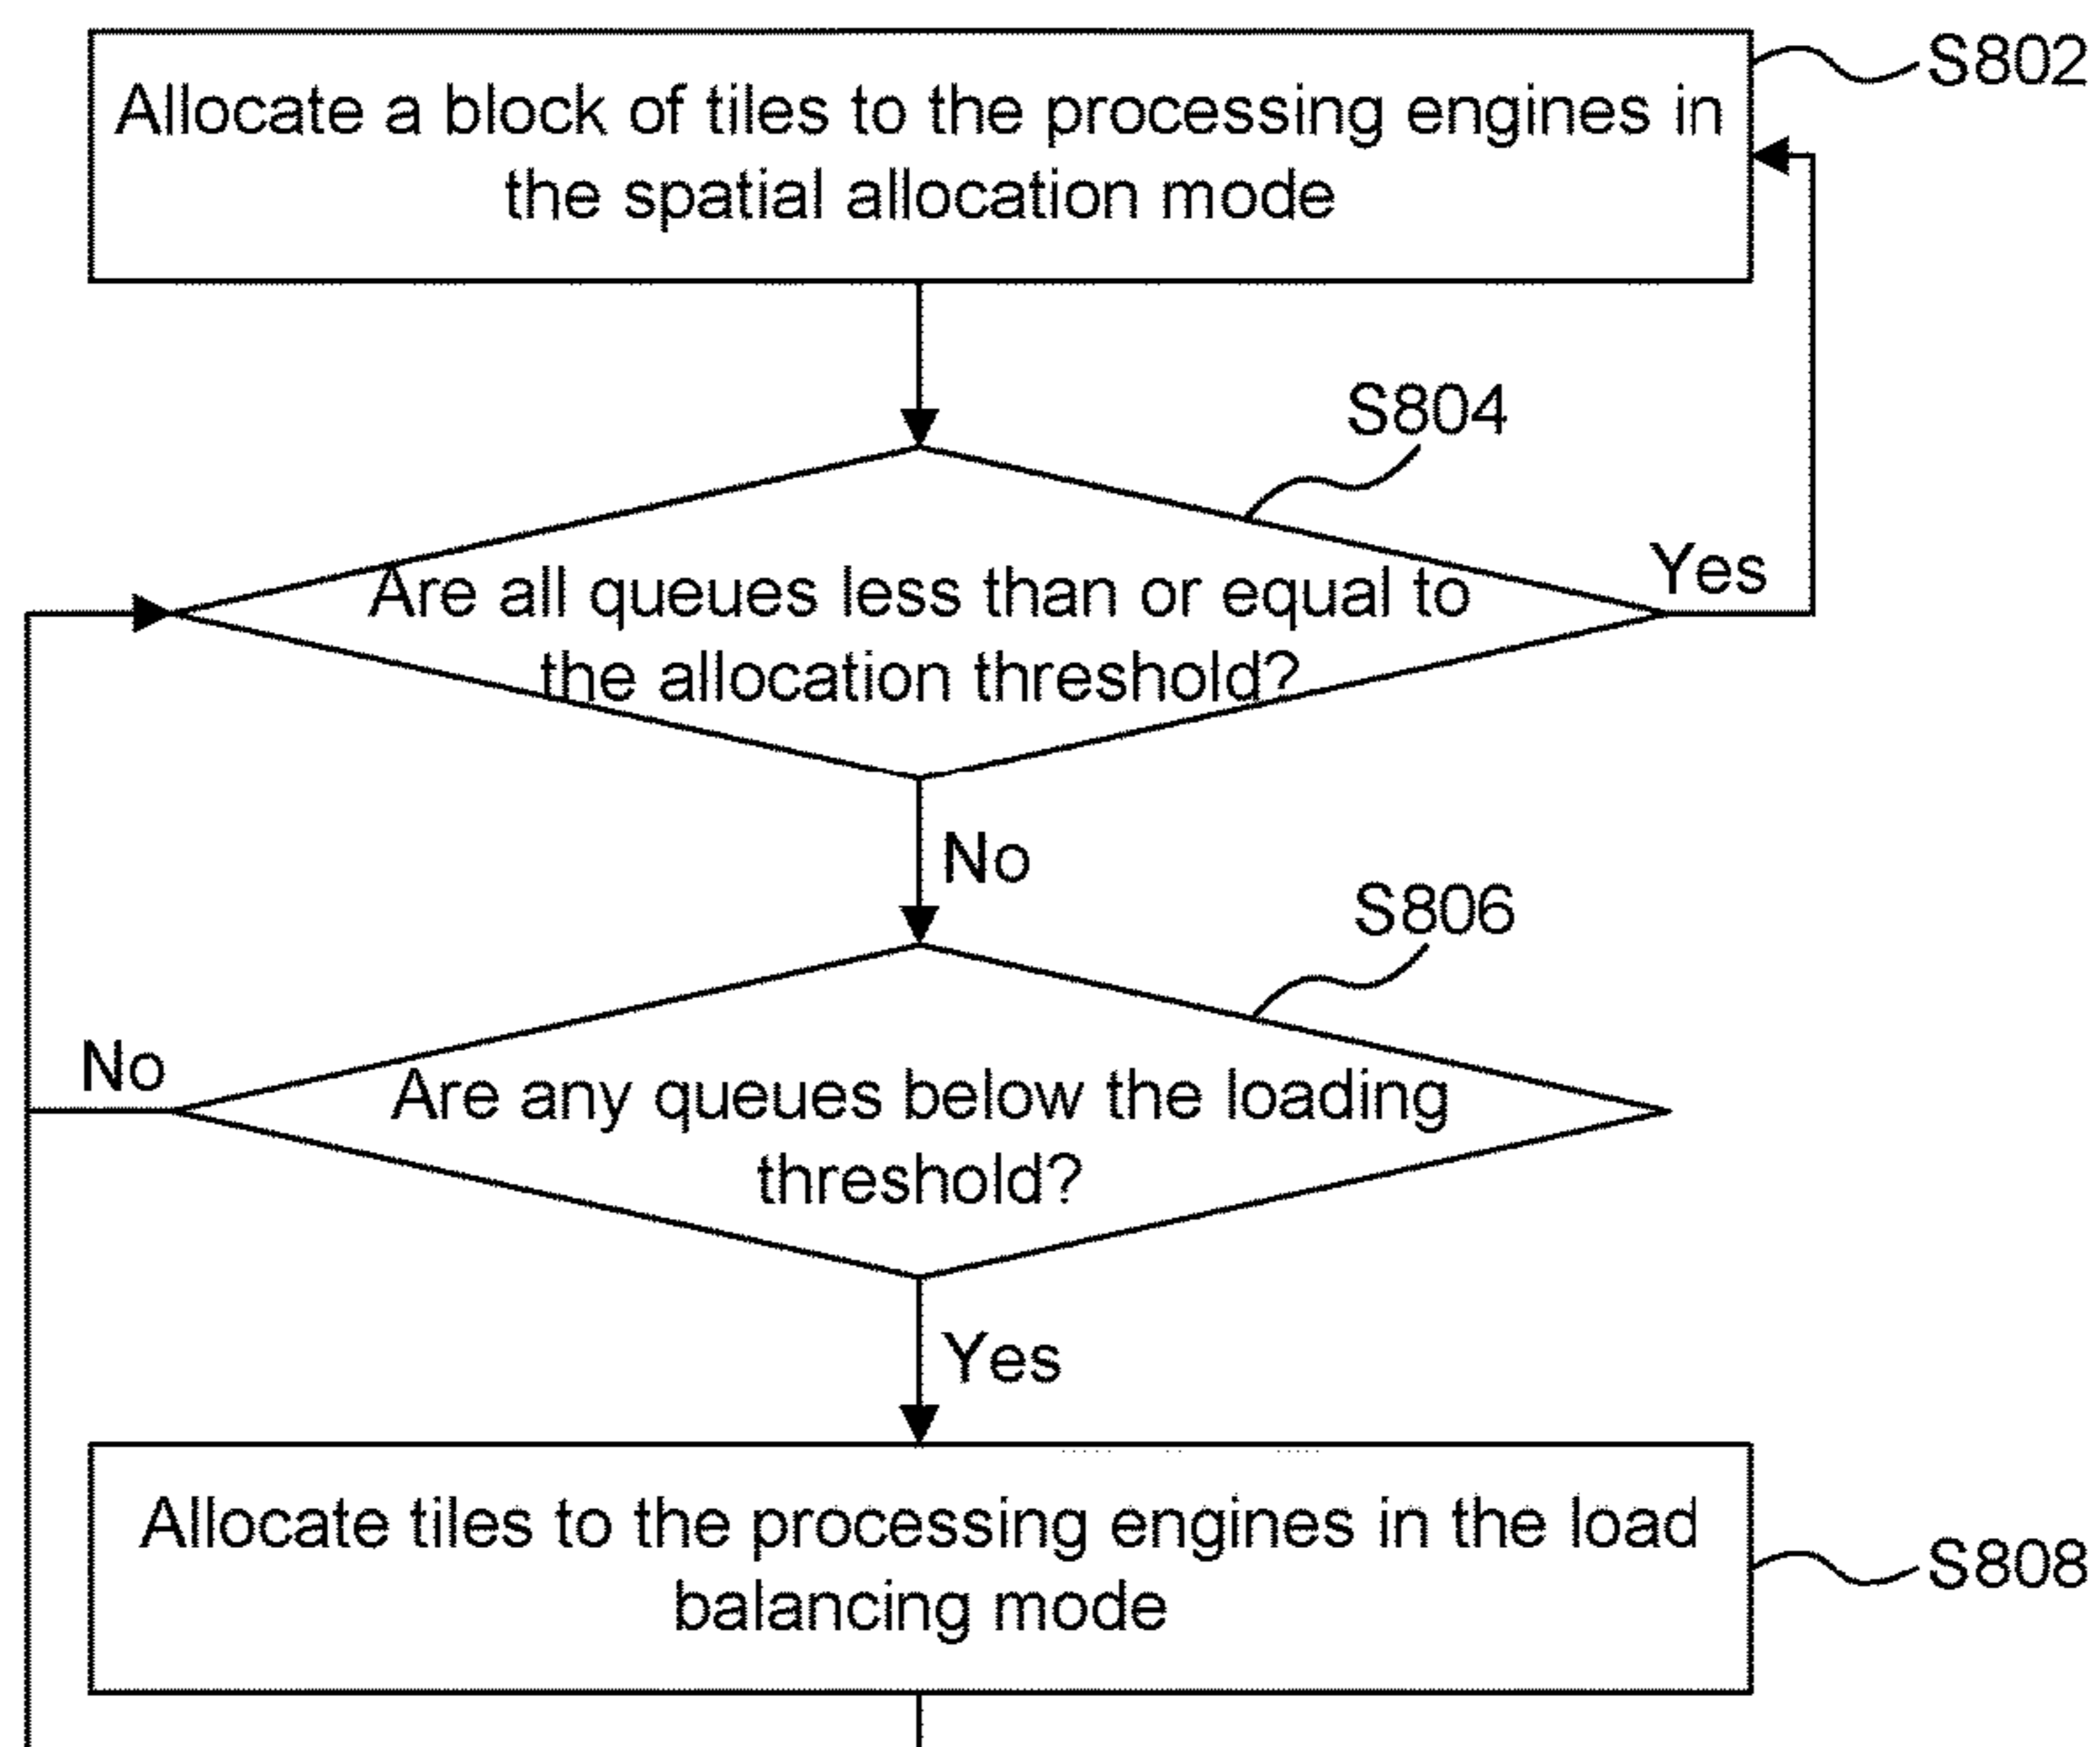 S802
Allocate a block of tiles to the processing engines in
the spatial allocation mode
S804
Yes
Are all queues less than or equal to
the allocation threshold?
No
S806
No
Are any queues below the loading
threshold?
Yes
Allocate tiles to the processing engines in the load
balancing mode
S808